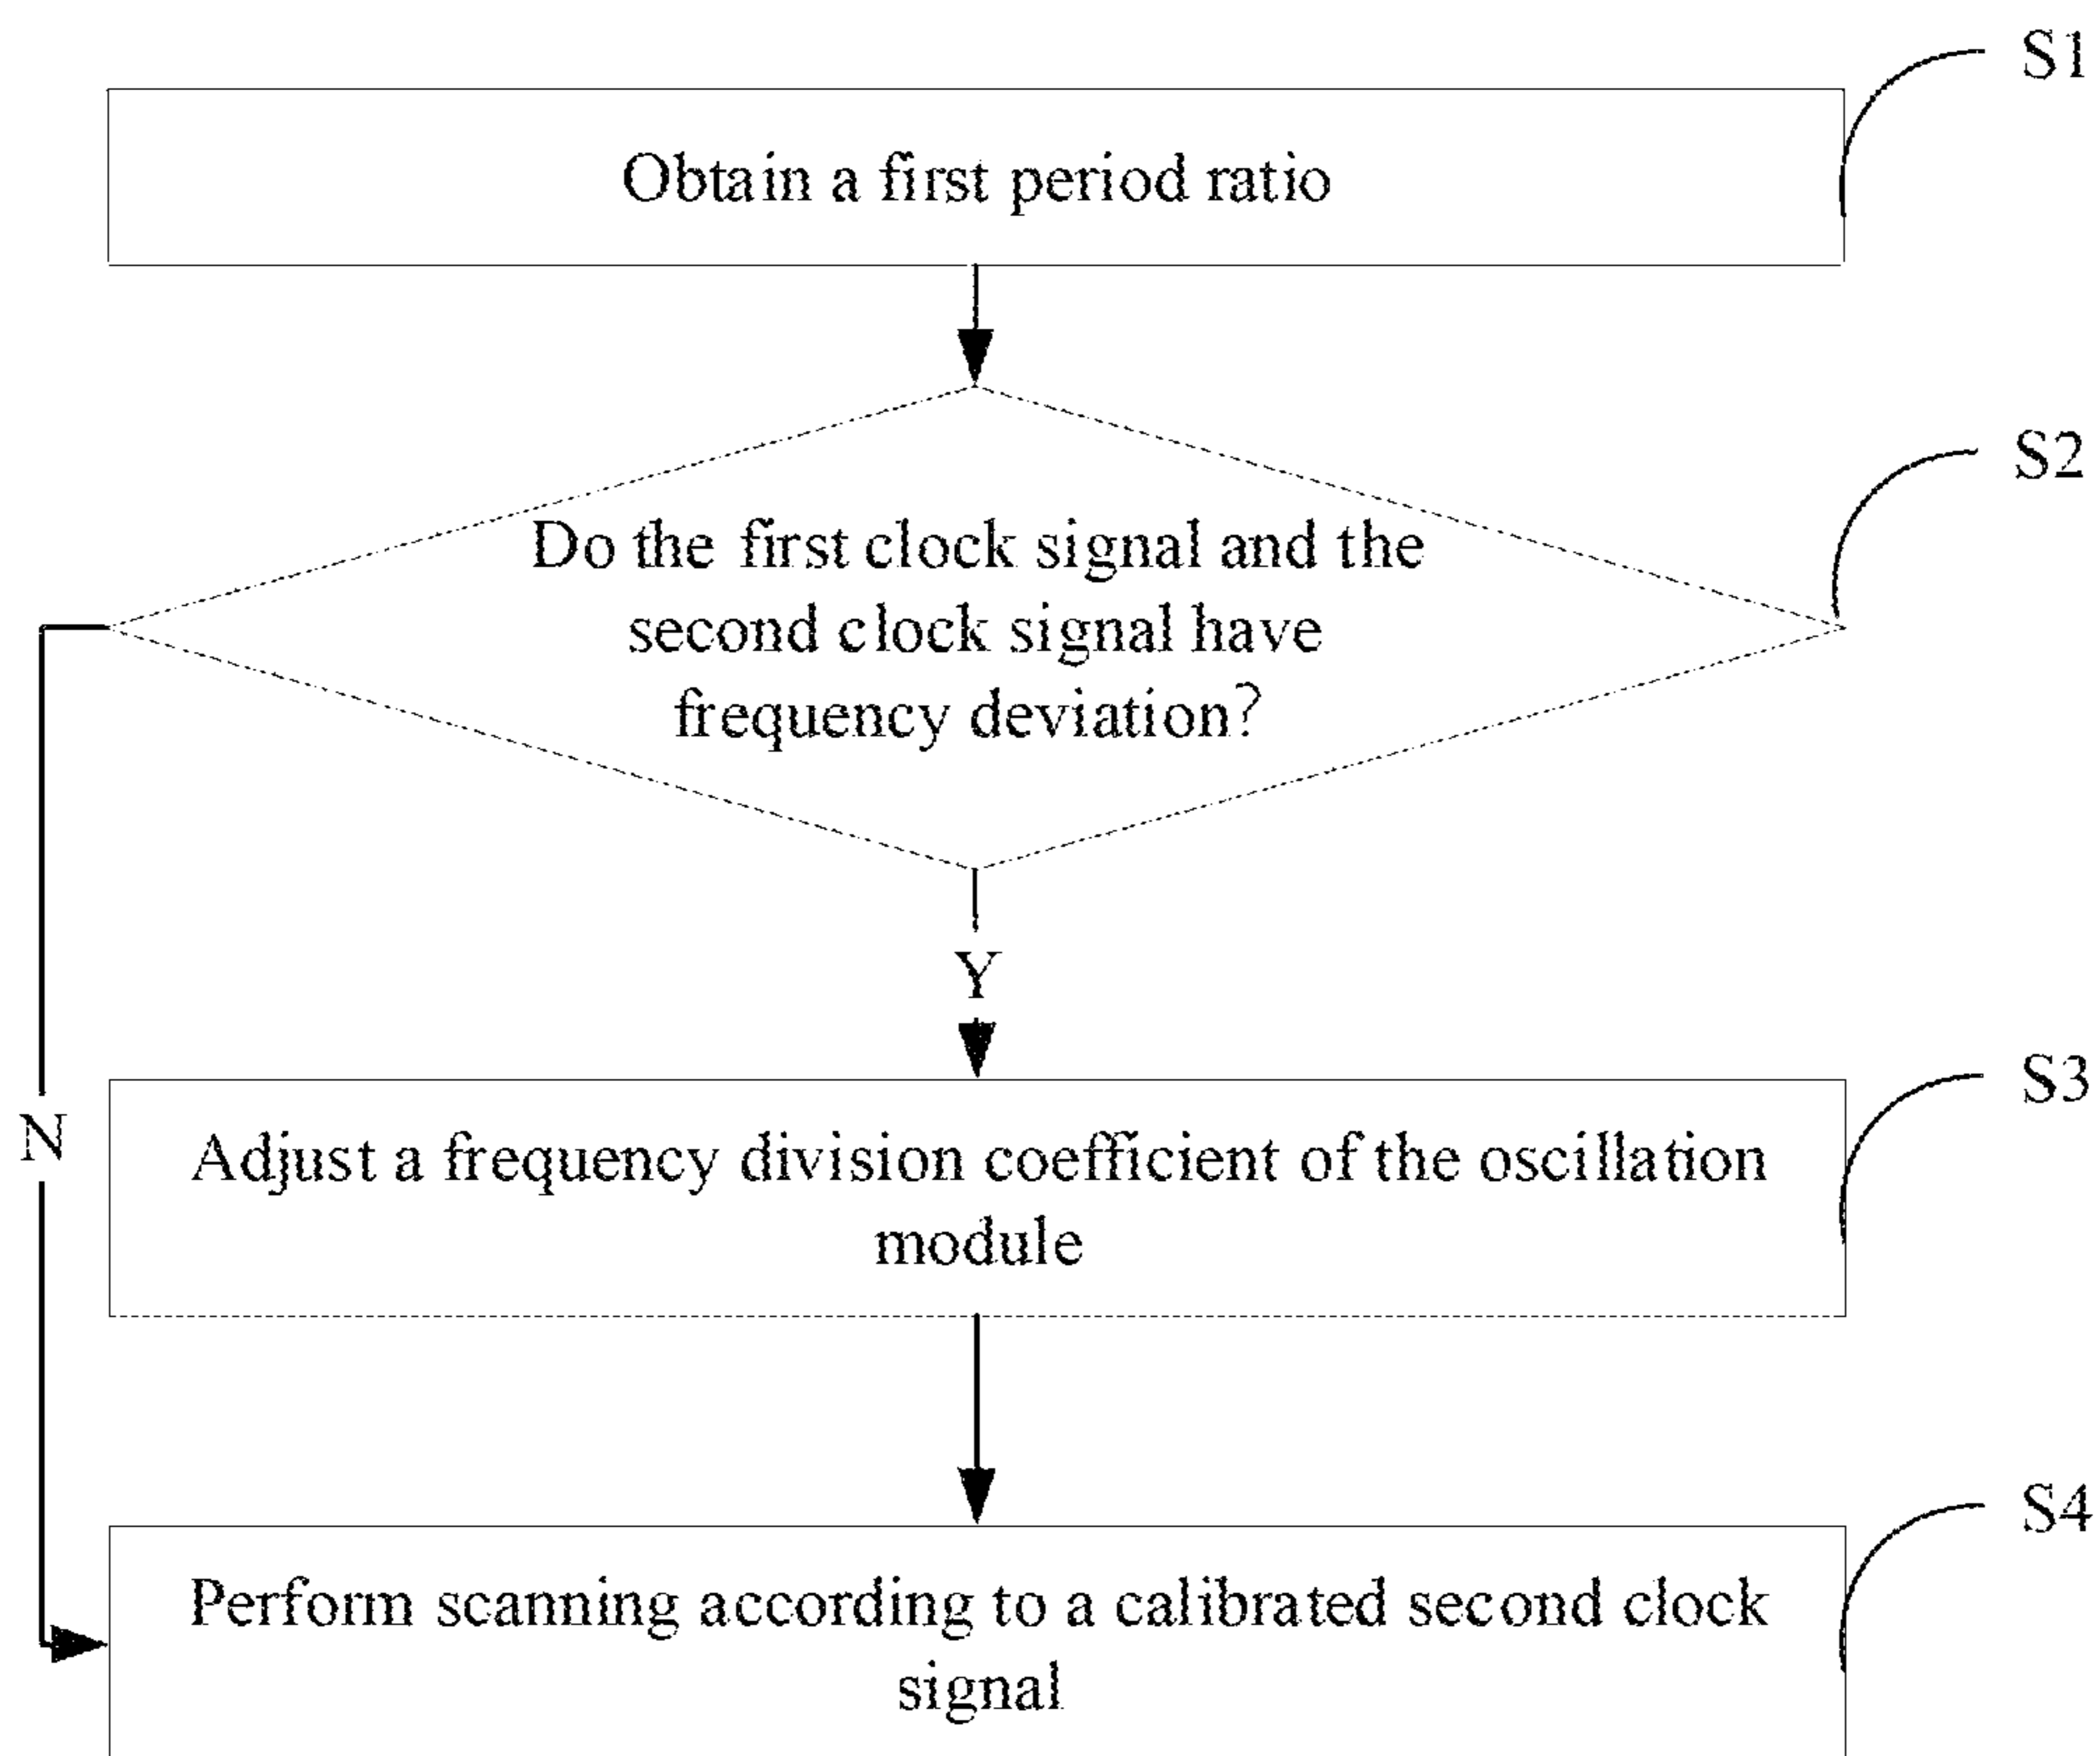 S1
Obtain a first period ratio
S2
Do the first clock signal and the
second clock signal have
frequency deviation?
Y
N
S3
Adjust a frequency division coefficient of the oscillation
module
S4
Perform scanning according to a calibrated second clock
signal